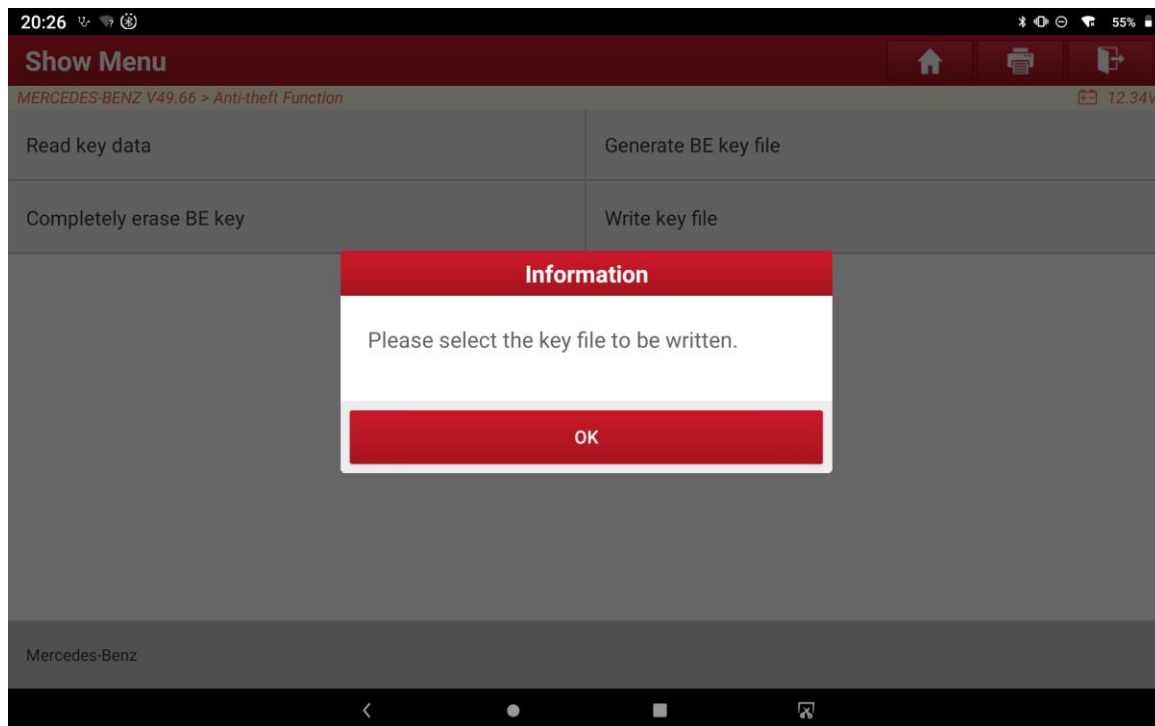 20:26
55%
Show Menu
MERCEDES-BENZ V49.66 > Anti-theft Function
12.34V
Read key data
Generate BE key file
Completely erase BE key
Write key file
Information
Please select the key file to be written.
OK
Mercedes-Benz